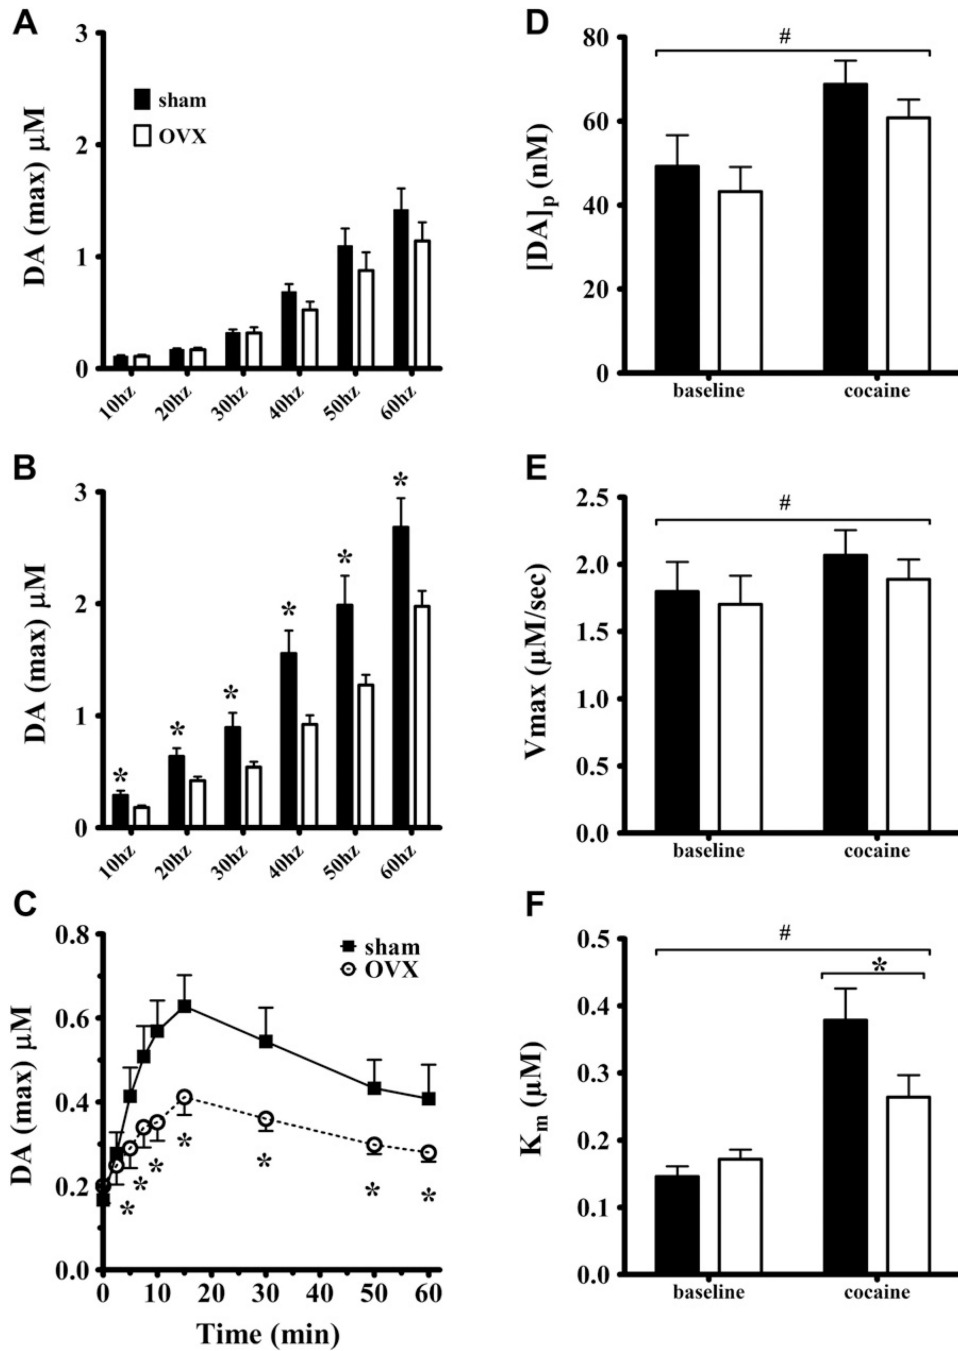 A
3
2
1
0
DA (max) µM
sham
OVX
10hz 20hz 30hz 40hz 50hz 60hz
B
3
2
1
0
DA (max) µM
* * * * * *
10hz 20hz 30hz 40hz 50hz 60hz
C
0.8
0.6
0.4
0.2
0.0
DA (max) µM
sham
OVX
* * * * * * *
0 10 20 30 40 50 60
Time (min)
D
80
60
40
20
0
[DA]p (nM)
#
baseline cocaine
E
2.5
2.0
1.5
1.0
0.5
0.0
Vmax (µM/sec)
#
baseline cocaine
F
0.5
0.4
0.3
0.2
0.1
0.0
Km (µM)
#
*
baseline cocaine